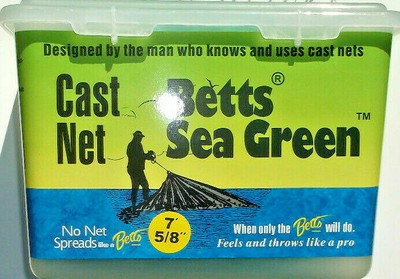 Designed by the man who knows and uses cast nets
Cast Net
Betts®
Sea Green™
No Net
Spreads like a Betts
7'
5/8"
When only the Betts will do.
Feels and throws like a pro